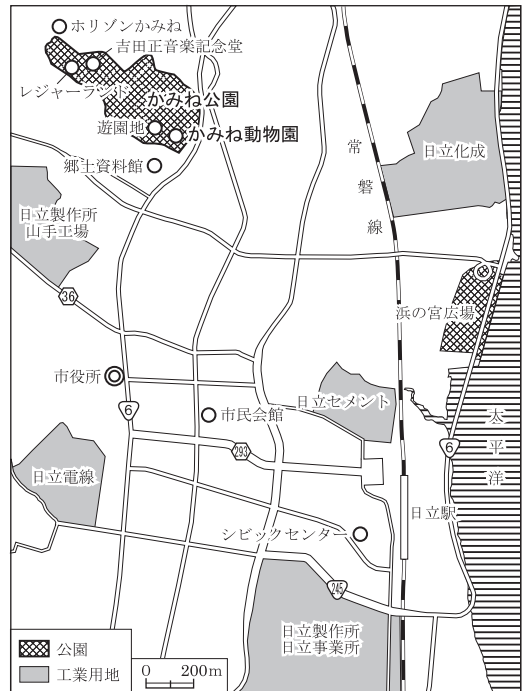 ホリゾンかみね
吉田正音楽記念堂
レジャーランド
かみね公園
遊園地
かみね動物園
郷土資料館
常磐線
日立化成
日立製作所
山手工場
36
浜の宮広場
市役所
6
市民会館
日立セメント
293
6
太平洋
日立電線
日立駅
シビックセンター
245
日立製作所
日立事業所
公園
工業用地
0 200m